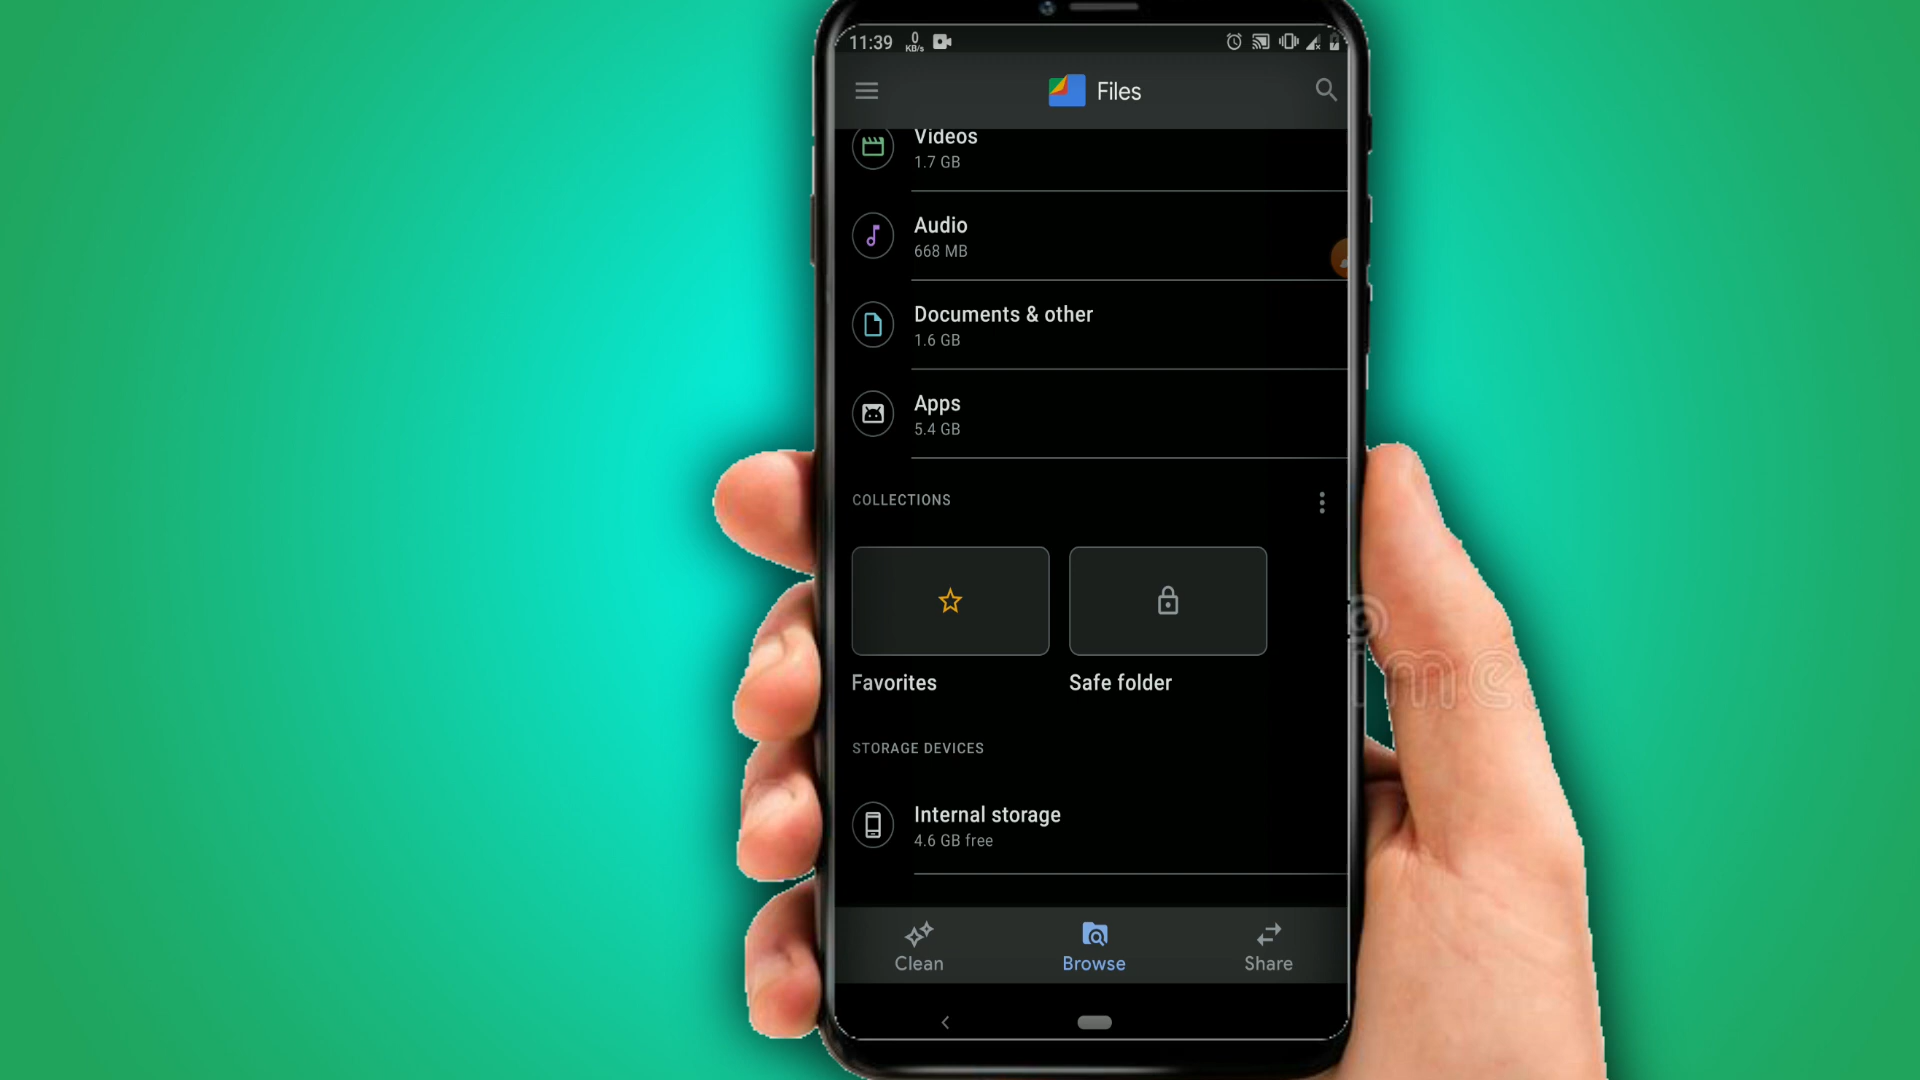 11:39 0 KB/s
Files
Videos
1.7 GB
Audio
668 MB
Documents & other
1.6 GB
Apps
5.4 GB
COLLECTIONS
Favorites Safe folder
STORAGE DEVICES
Internal storage
4.6 GB free
Clean Browse Share